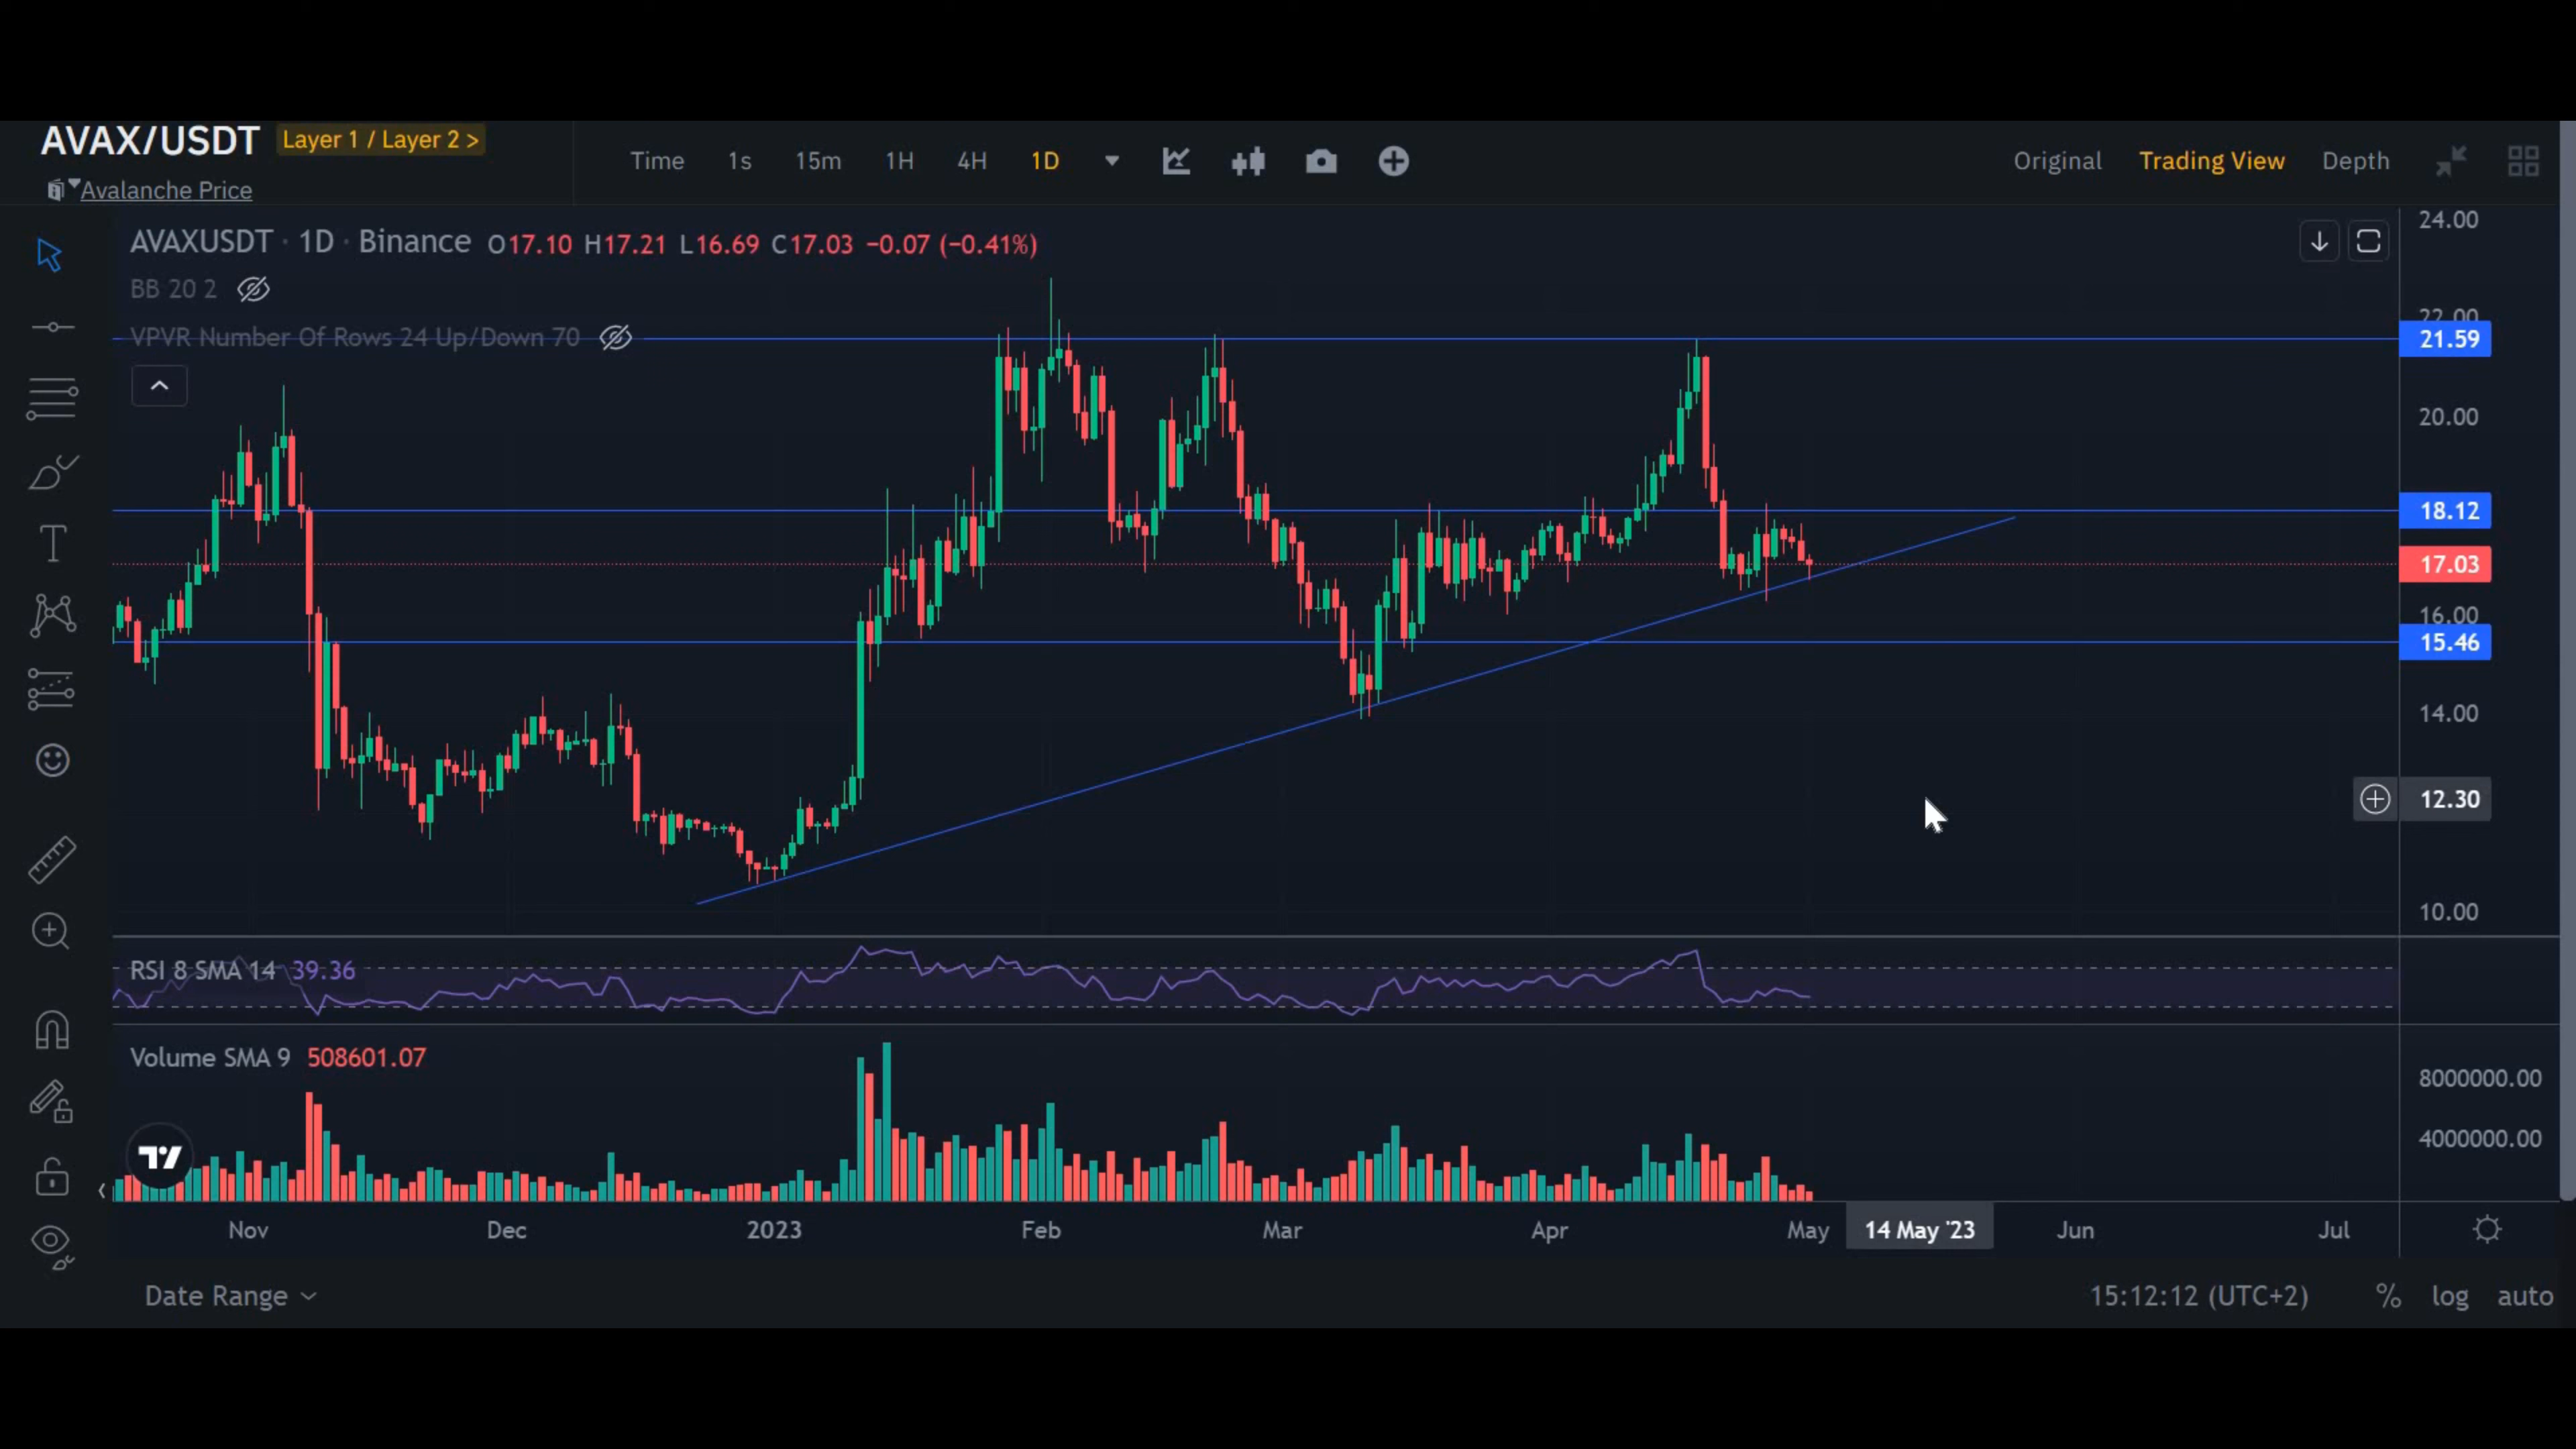 AVAX/USDT Layer 1 / Layer 2 >
Avalanche Price
Time 1s 15m 1H 4H 1D
Original Trading View Depth
AVAXUSDT · 1D · Binance O17.10 H17.21 L16.69 C17.03 −0.07 (−0.41%)
BB 20 2
VPVR Number Of Rows 24 Up/Down 70
24.00
22.00
21.59
20.00
18.12
17.03
16.00
15.46
14.00
12.30
10.00
RSI 8 SMA 14 39.36
Volume SMA 9 508601.07
8000000.00
4000000.00
Nov Dec 2023 Feb Mar Apr May 14 May '23 Jun Jul
Date Range
15:12:12 (UTC+2) % log auto